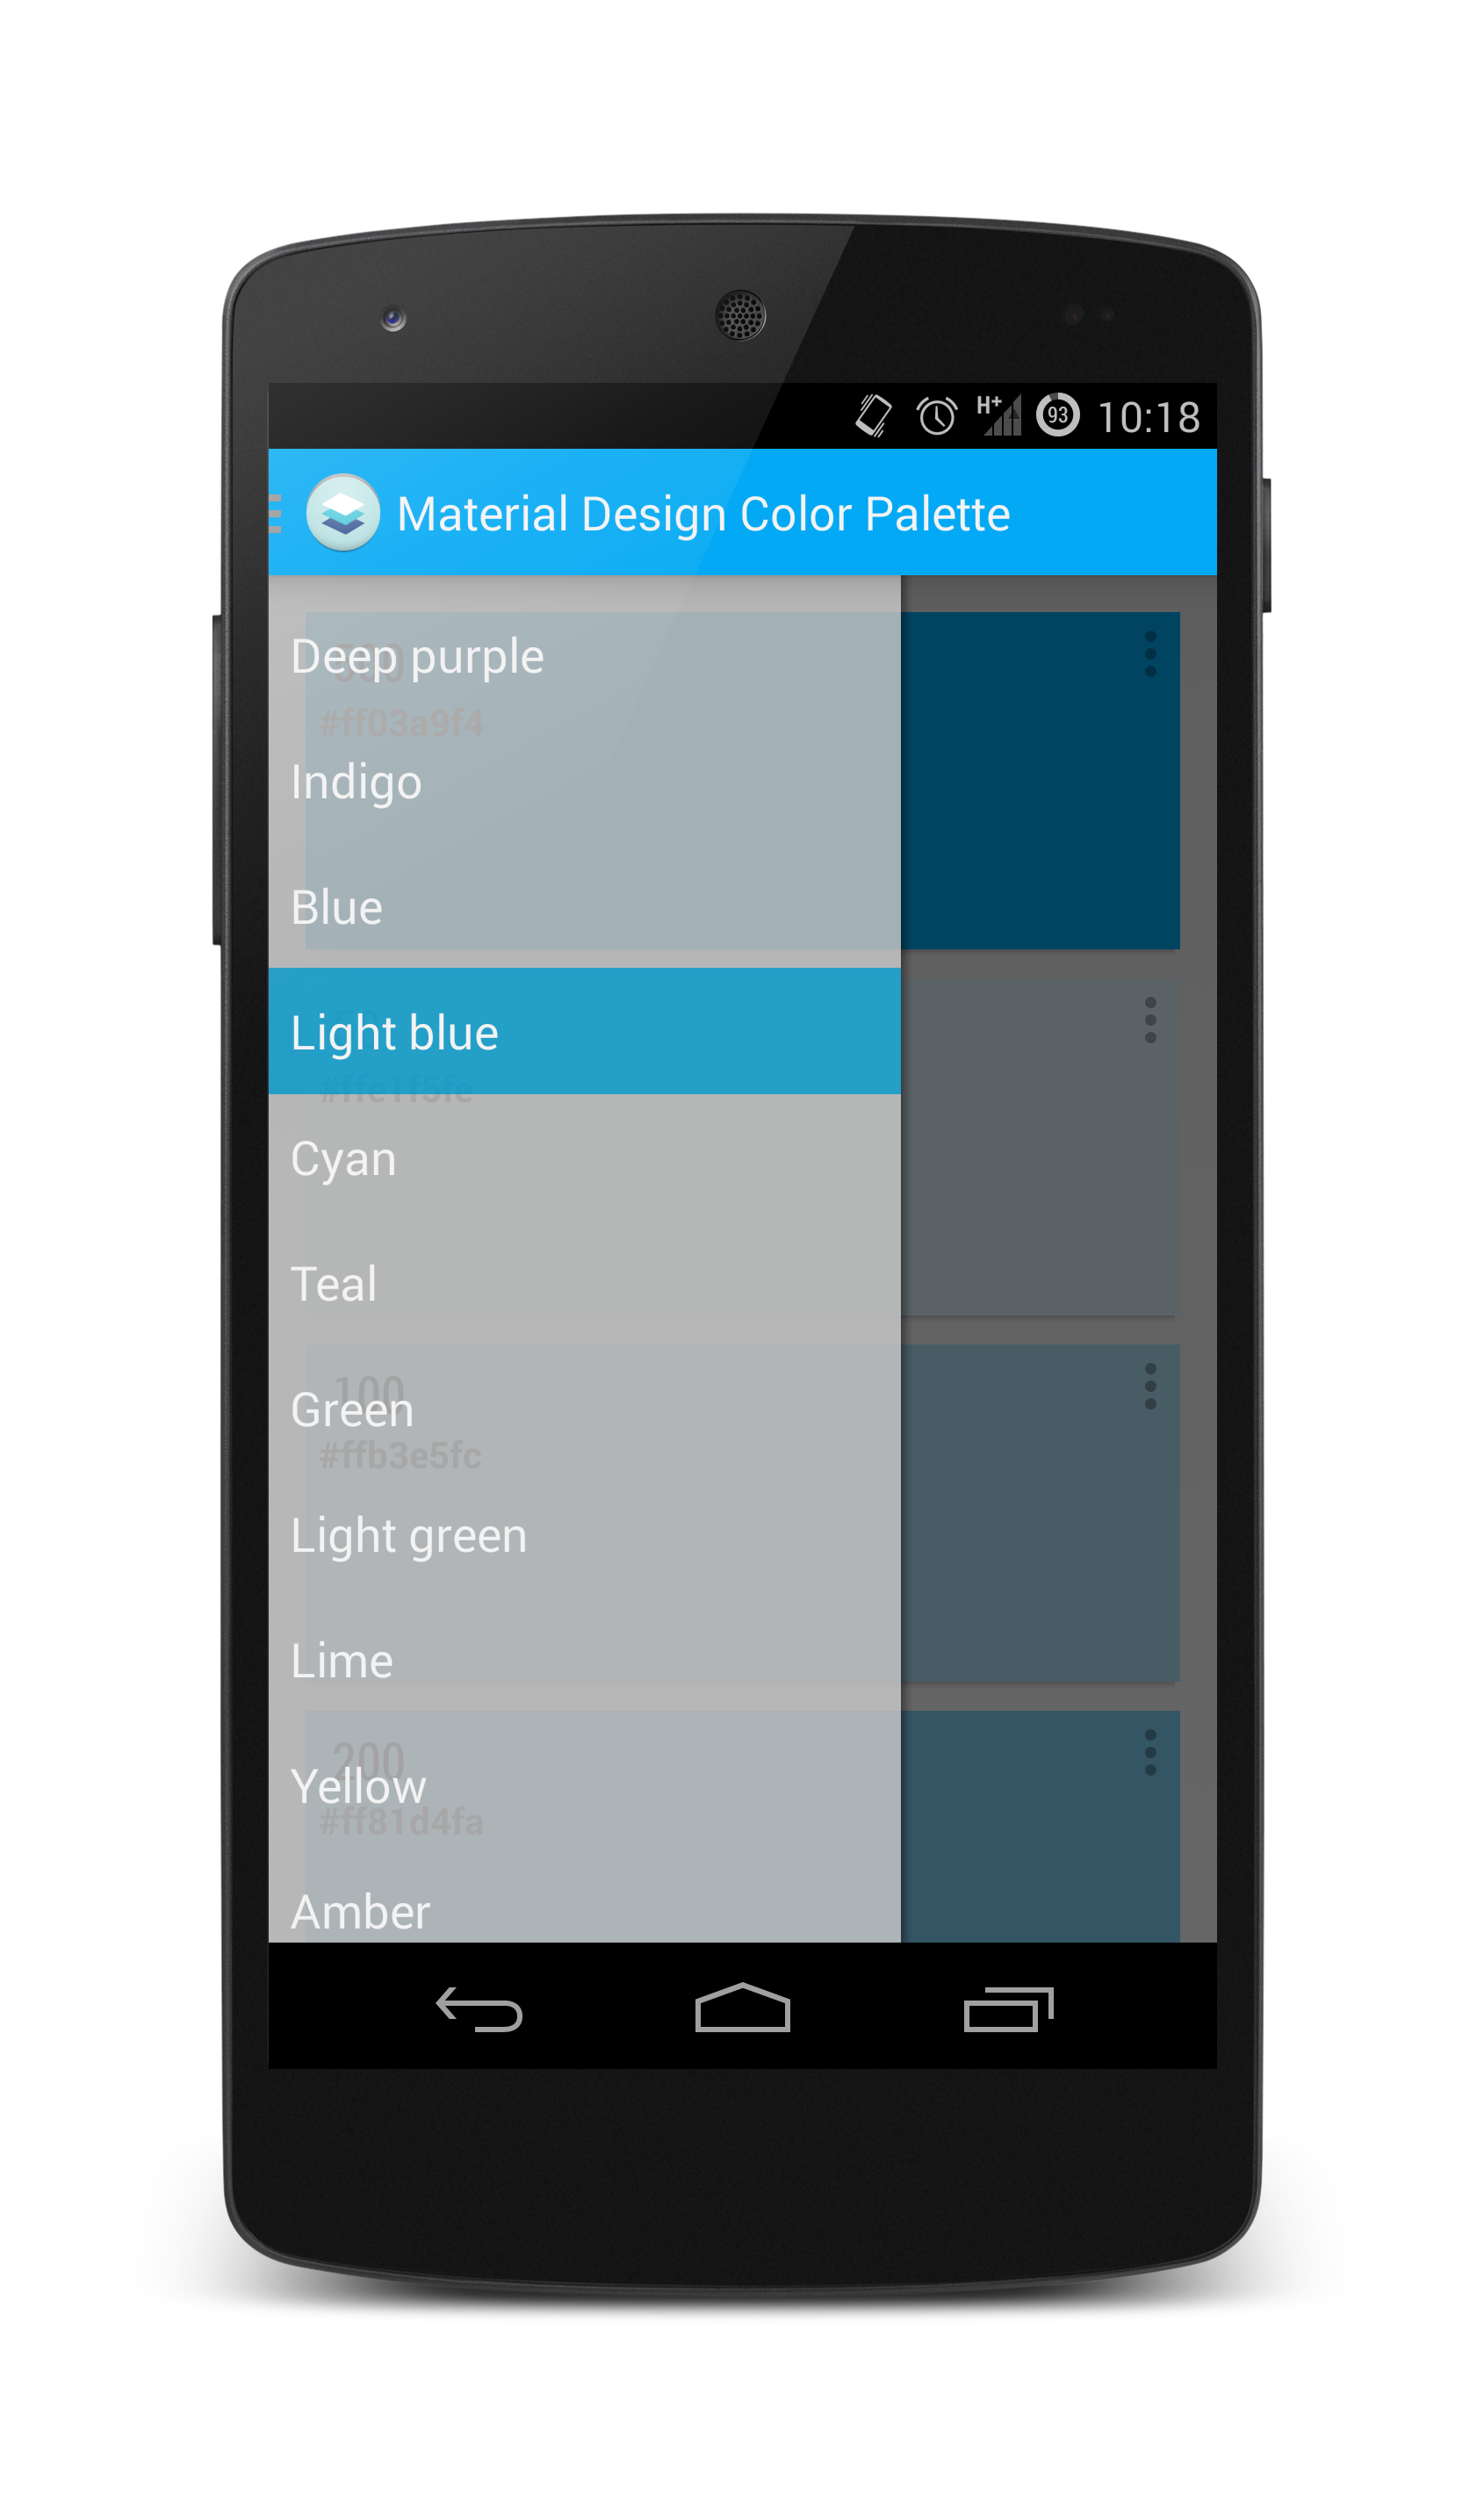 H+
93
10:18
Material Design Color Palette
Deep purple
500
#ff03a9f4
Indigo
Blue
Light blue
#ffe1f5fe
Cyan
Teal
100
Green
#ffb3e5fc
Light green
Lime
200
Yellow
#ff81d4fa
Amber